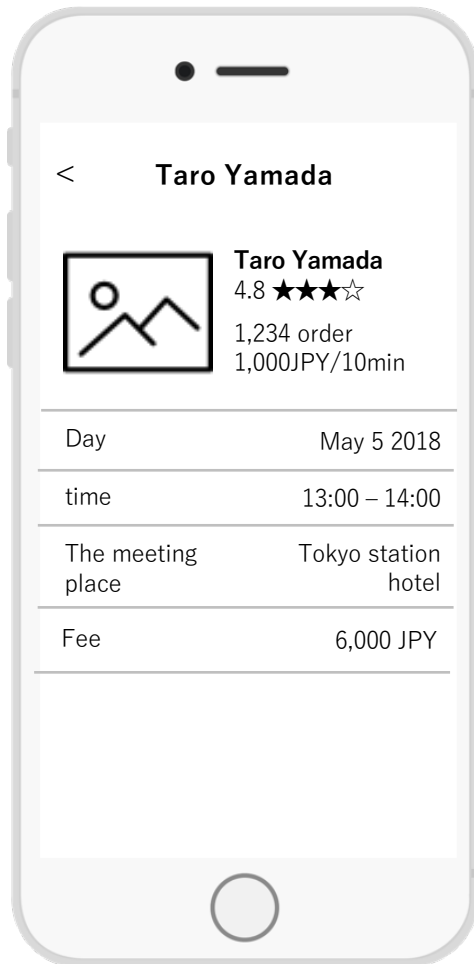 < Taro Yamada
Taro Yamada
4.8 ★★★☆
1,234 order
1,000JPY/10min
Day May 5 2018
time 13:00 – 14:00
The meeting place Tokyo station hotel
Fee 6,000 JPY